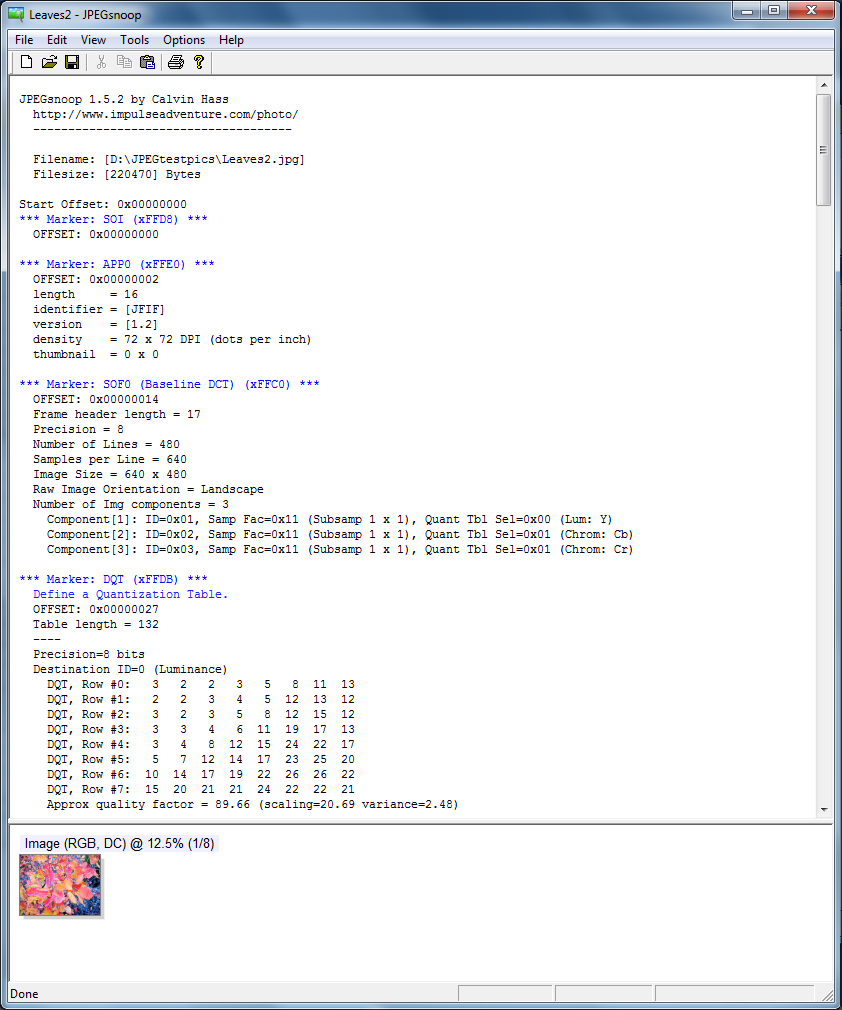 Leaves2 - JPEGsnoop
File Edit View Tools Options Help
JPEGsnoop 1.5.2 by Calvin Hass
http://www.impulseadventure.com/photo/
-------------------------------------
Filename: [D:\JPEGtestpics\Leaves2.jpg]
Filesize: [220470] Bytes
Start Offset: 0x00000000
*** Marker: SOI (xFFD8) ***
OFFSET: 0x00000000
*** Marker: APP0 (xFFE0) ***
OFFSET: 0x00000002
length     = 16
identifier = [JFIF]
version    = [1.2]
density    = 72 x 72 DPI (dots per inch)
thumbnail  = 0 x 0
*** Marker: SOF0 (Baseline DCT) (xFFC0) ***
OFFSET: 0x00000014
Frame header length = 17
Precision = 8
Number of Lines = 480
Samples per Line = 640
Image Size = 640 x 480
Raw Image Orientation = Landscape
Number of Img components = 3
Component[1]: ID=0x01, Samp Fac=0x11 (Subsamp 1 x 1), Quant Tbl Sel=0x00 (Lum: Y)
Component[2]: ID=0x02, Samp Fac=0x11 (Subsamp 1 x 1), Quant Tbl Sel=0x01 (Chrom: Cb)
Component[3]: ID=0x03, Samp Fac=0x11 (Subsamp 1 x 1), Quant Tbl Sel=0x01 (Chrom: Cr)
*** Marker: DQT (xFFDB) ***
Define a Quantization Table.
OFFSET: 0x00000027
Table length = 132
----
Precision=8 bits
Destination ID=0 (Luminance)
DQT, Row #0:   3   2   2   3   5   8  11  13
DQT, Row #1:   2   2   3   4   5  12  13  12
DQT, Row #2:   3   2   3   5   8  12  15  12
DQT, Row #3:   3   3   4   6  11  19  17  13
DQT, Row #4:   3   4   8  12  15  24  22  17
DQT, Row #5:   5   7  12  14  17  23  25  20
DQT, Row #6:  10  14  17  19  22  26  26  22
DQT, Row #7:  15  20  21  21  24  22  22  21
Approx quality factor = 89.66 (scaling=20.69 variance=2.48)
Image (RGB, DC) @ 12.5% (1/8)
Done